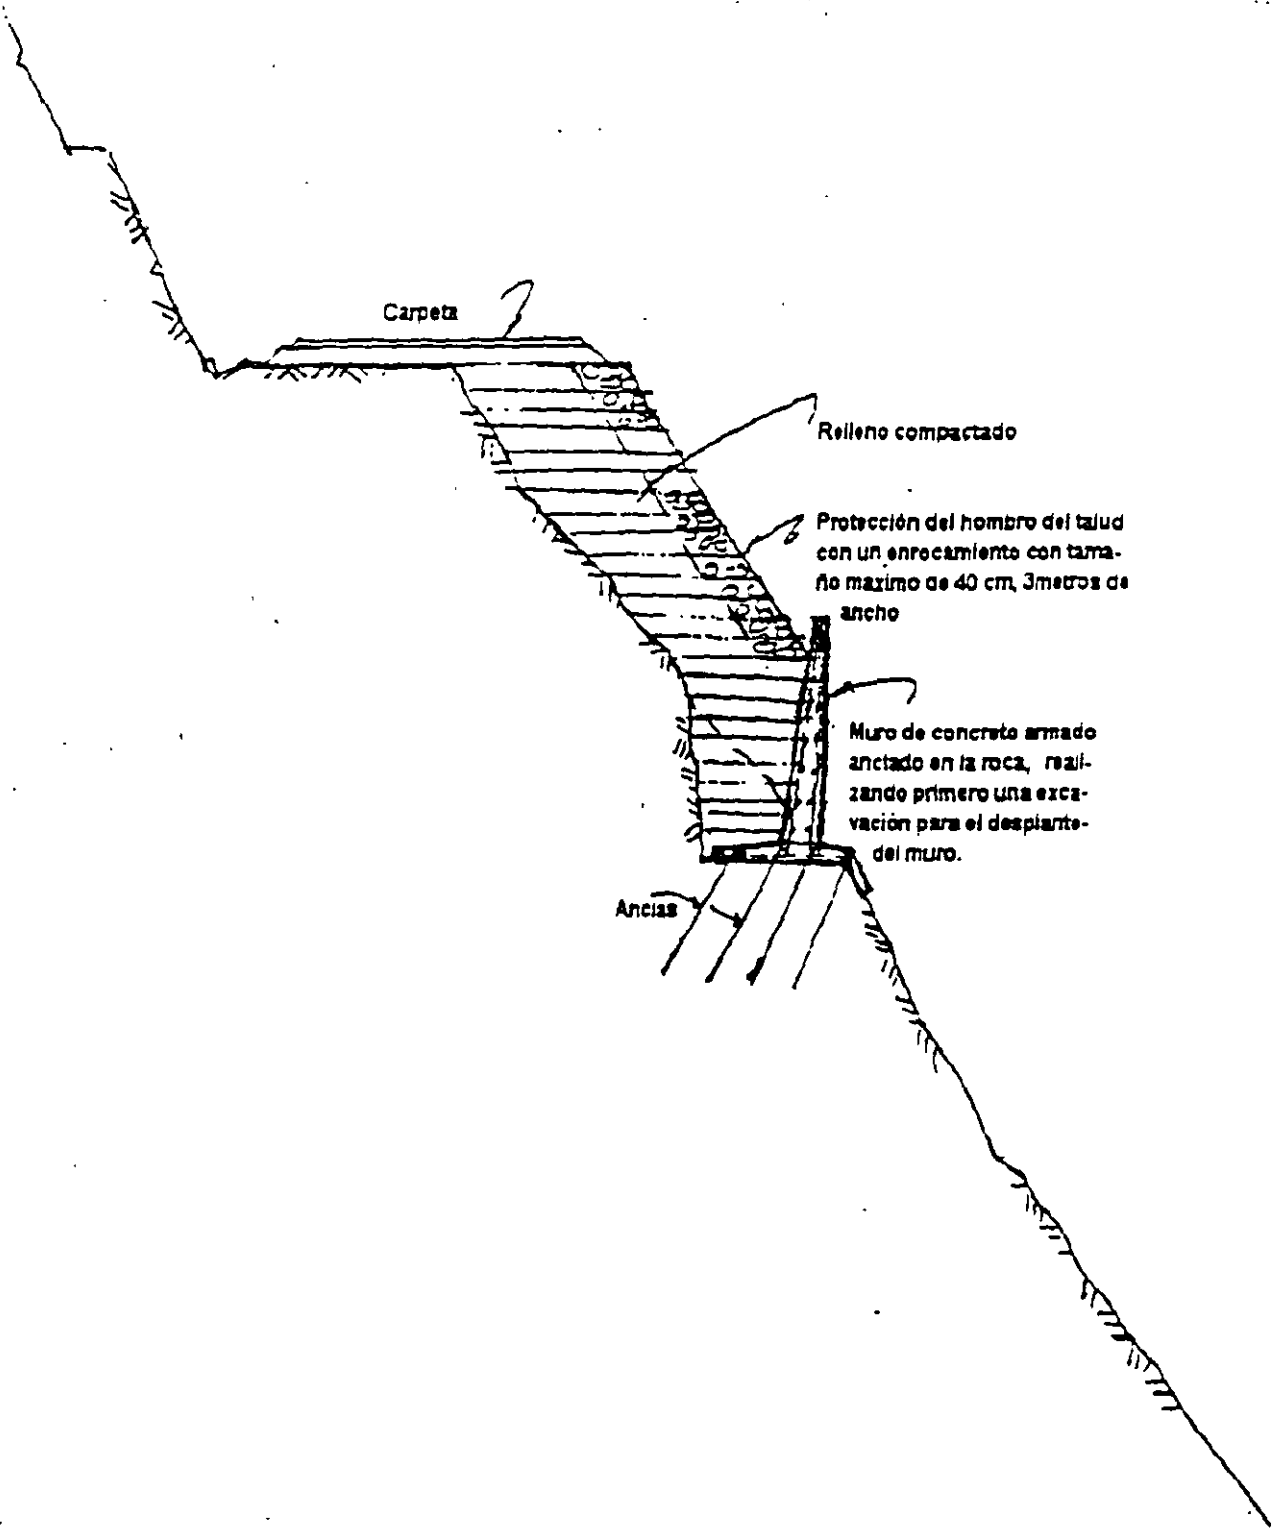 Carpeta
Relleno compactado
Protección del hombro del talud
con un enrocamiento con tama-
ño maximo de 40 cm, 3metros de
ancho
Muro de concreto armado
anclado en la roca, reali-
zando primero una exca-
vación para el desplante-
del muro.
Anclas